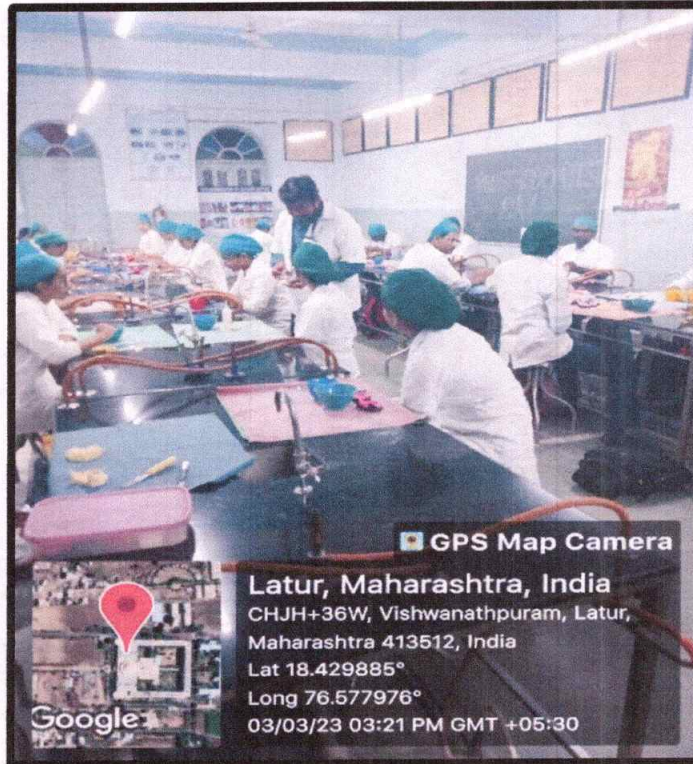 GPS Map Camera
Latur, Maharashtra, India
CHJH+36W, Vishwanathpuram, Latur,
Maharashtra 413512, India
Lat 18.429885°
Long 76.577976°
03/03/23 03:21 PM GMT +05:30
Google